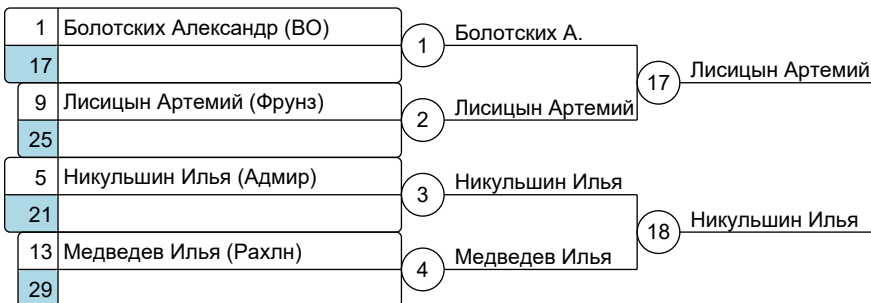 1 Болотских Александр (ВО)
17
9 Лисицын Артемий (Фрунз)
25
5 Никульшин Илья (Адмир)
21
13 Медведев Илья (Рахлн)
29
1 Болотских А.
2 Лисицын Артемий
3 Никульшин Илья
4 Медведев Илья
17 Лисицын Артемий
18 Никульшин Илья